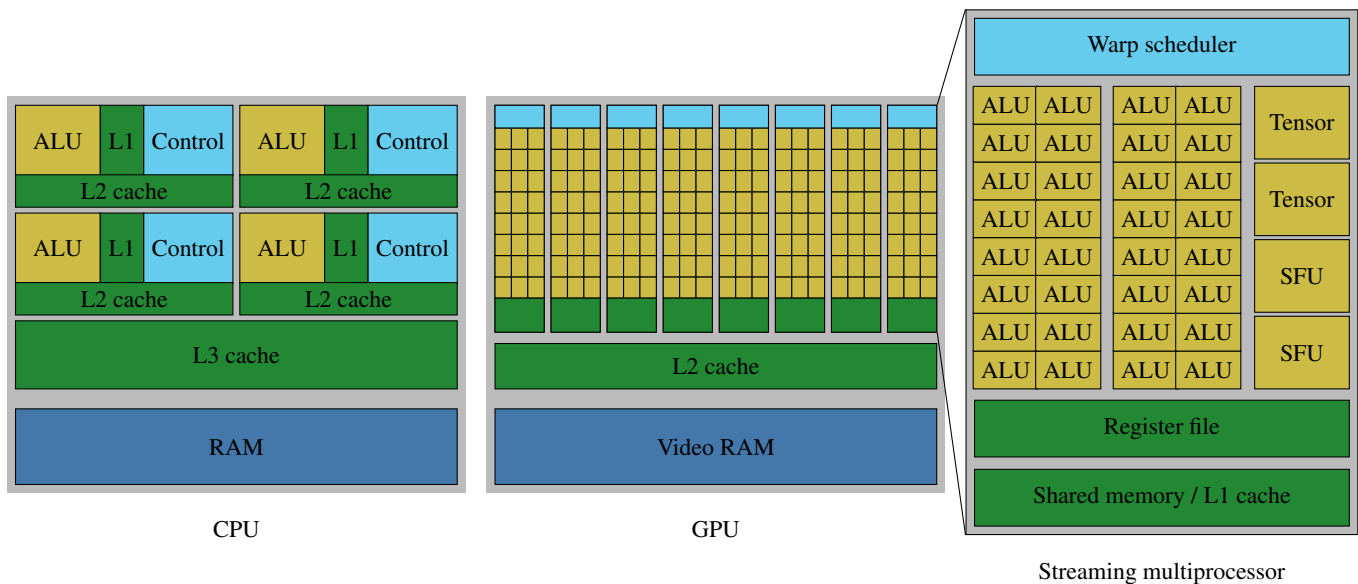 ALU L1 Control ALU L1 Control
L2 cache L2 cache
ALU L1 Control ALU L1 Control
L2 cache L2 cache
L3 cache
RAM
CPU
L2 cache
Video RAM
GPU
Warp scheduler
ALU ALU ALU ALU
ALU ALU ALU ALU
ALU ALU ALU ALU
ALU ALU ALU ALU
ALU ALU ALU ALU
ALU ALU ALU ALU
ALU ALU ALU ALU
ALU ALU ALU ALU
Tensor
Tensor
SFU
SFU
Register file
Shared memory / L1 cache
Streaming multiprocessor